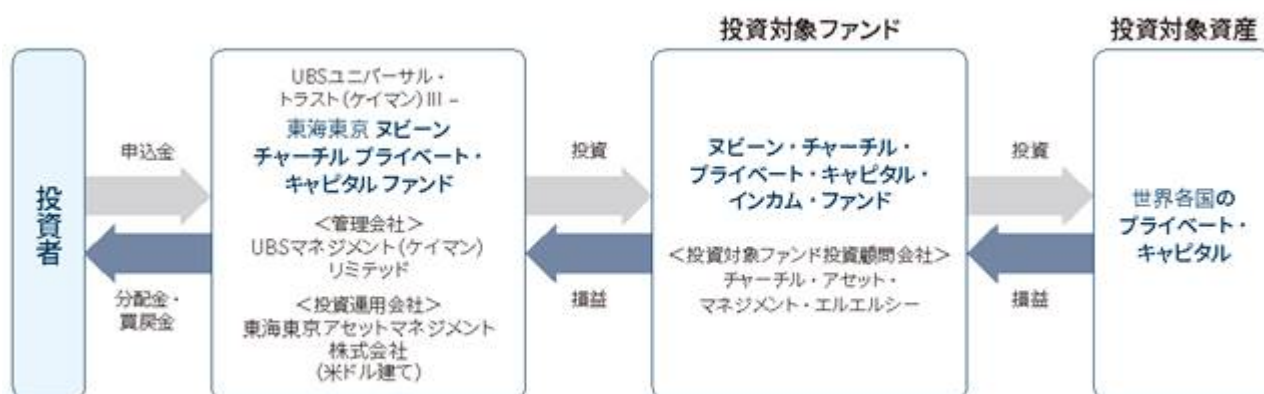 投資対象ファンド
投資対象資産
投資者
申込金
分配金・
買戻金
UBSユニバーサル・
トラスト(ケイマン)III –
東海東京 ヌビーン
チャーチル プライベート・
キャピタル ファンド
＜管理会社＞
UBSマネジメント(ケイマン)
リミテッド
＜投資運用会社＞
東海東京アセットマネジメント
株式会社
(米ドル建て)
投資
損益
ヌビーン・チャーチル・
プライベート・キャピタル・
インカム・ファンド
＜投資対象ファンド投資顧問会社＞
チャーチル・アセット・
マネジメント・エルエルシー
投資
損益
世界各国の
プライベート・
キャピタル